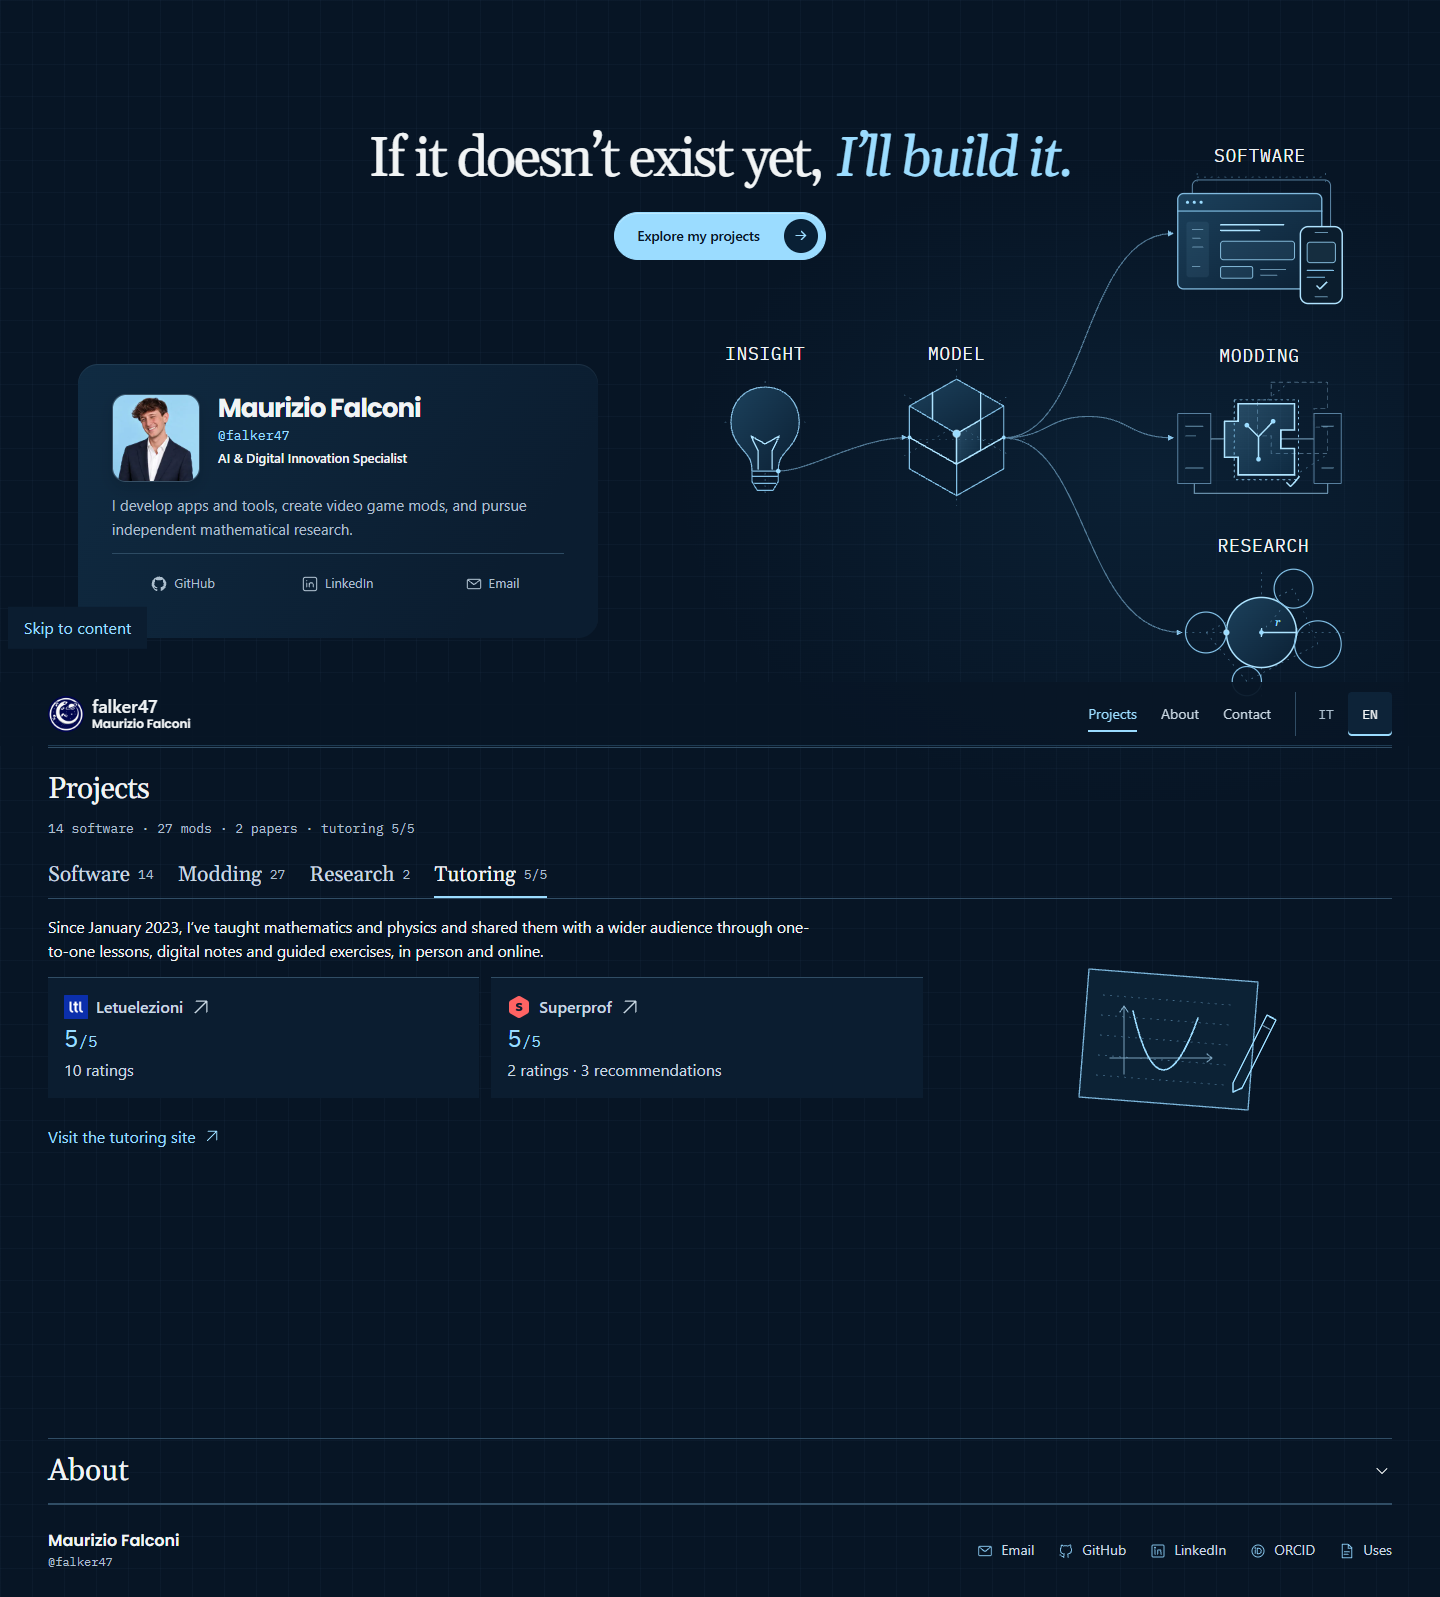 If it doesn’t exist yet, I’ll build it.
Explore my projects
SOFTWARE
INSIGHT
MODEL
MODDING
RESEARCH
r
Maurizio Falconi
@falker47
AI & Digital Innovation Specialist
I develop apps and tools, create video game mods, and pursue
independent mathematical research.
GitHub
LinkedIn
Email
Skip to content
falker47
Maurizio Falconi
Projects
About
Contact
IT
EN
Projects
14 software · 27 mods · 2 papers · tutoring 5/5
Software 14
Modding 27
Research 2
Tutoring 5/5
Since January 2023, I’ve taught mathematics and physics and shared them with a wider audience through one-
to-one lessons, digital notes and guided exercises, in person and online.
ltl Letuelezioni
5/5
10 ratings
S Superprof
5/5
2 ratings · 3 recommendations
Visit the tutoring site
About
Maurizio Falconi
@falker47
Email
GitHub
LinkedIn
iD ORCID
Uses